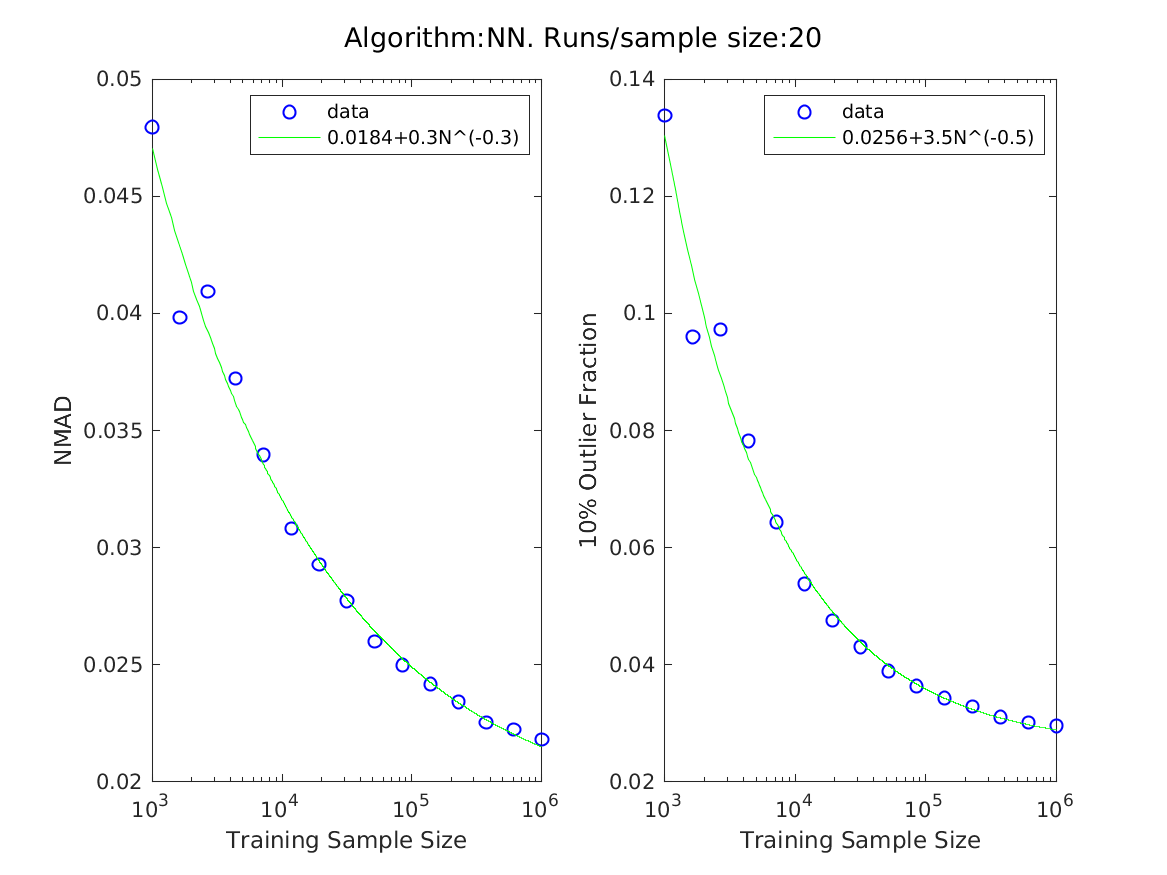 Algorithm:NN. Runs/sample size:20
0.05
0.045
0.04
0.035
0.03
0.025
0.02
NMAD
data
0.0184+0.3N^(-0.3)
10^3
10^4
10^5
10^6
Training Sample Size
0.14
0.12
0.1
0.08
0.06
0.04
0.02
10% Outlier Fraction
data
0.0256+3.5N^(-0.5)
10^3
10^4
10^5
10^6
Training Sample Size